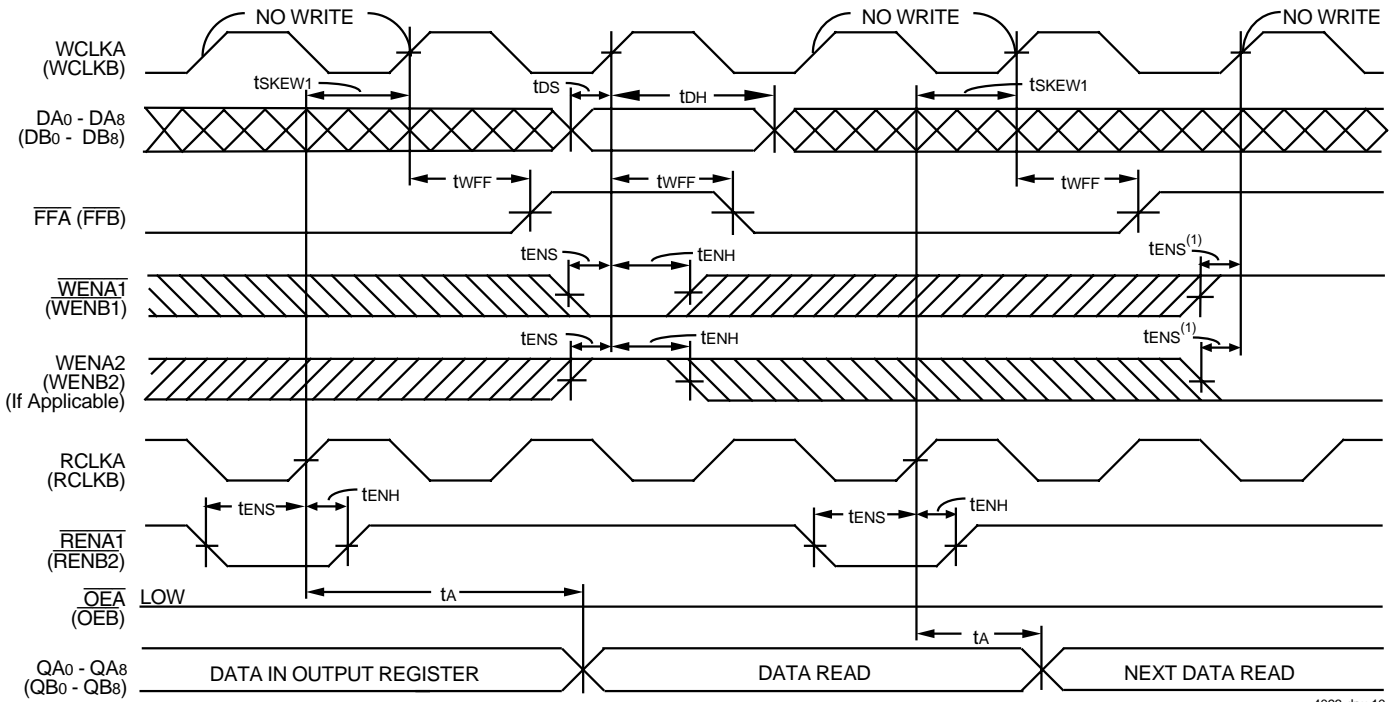 NO WRITE NO WRITE NO WRITE
WCLKA
(WCLKB)
tSKEW1 tDS tDH tSKEW1
DA0 - DA8
(DB0 - DB8)
tWFF tWFF tWFF
FFA (FFB)
tENS tENH tENS(1)
WENA1
(WENB1)
tENS tENH tENS(1)
WENA2
(WENB2)
(If Applicable)
RCLKA
(RCLKB)
tENS tENH tENS tENH
RENA1
(RENB2)
OEA LOW
(OEB)
tA
tA
QA0 - QA8
(QB0 - QB8)
DATA IN OUTPUT REGISTER DATA READ NEXT DATA READ